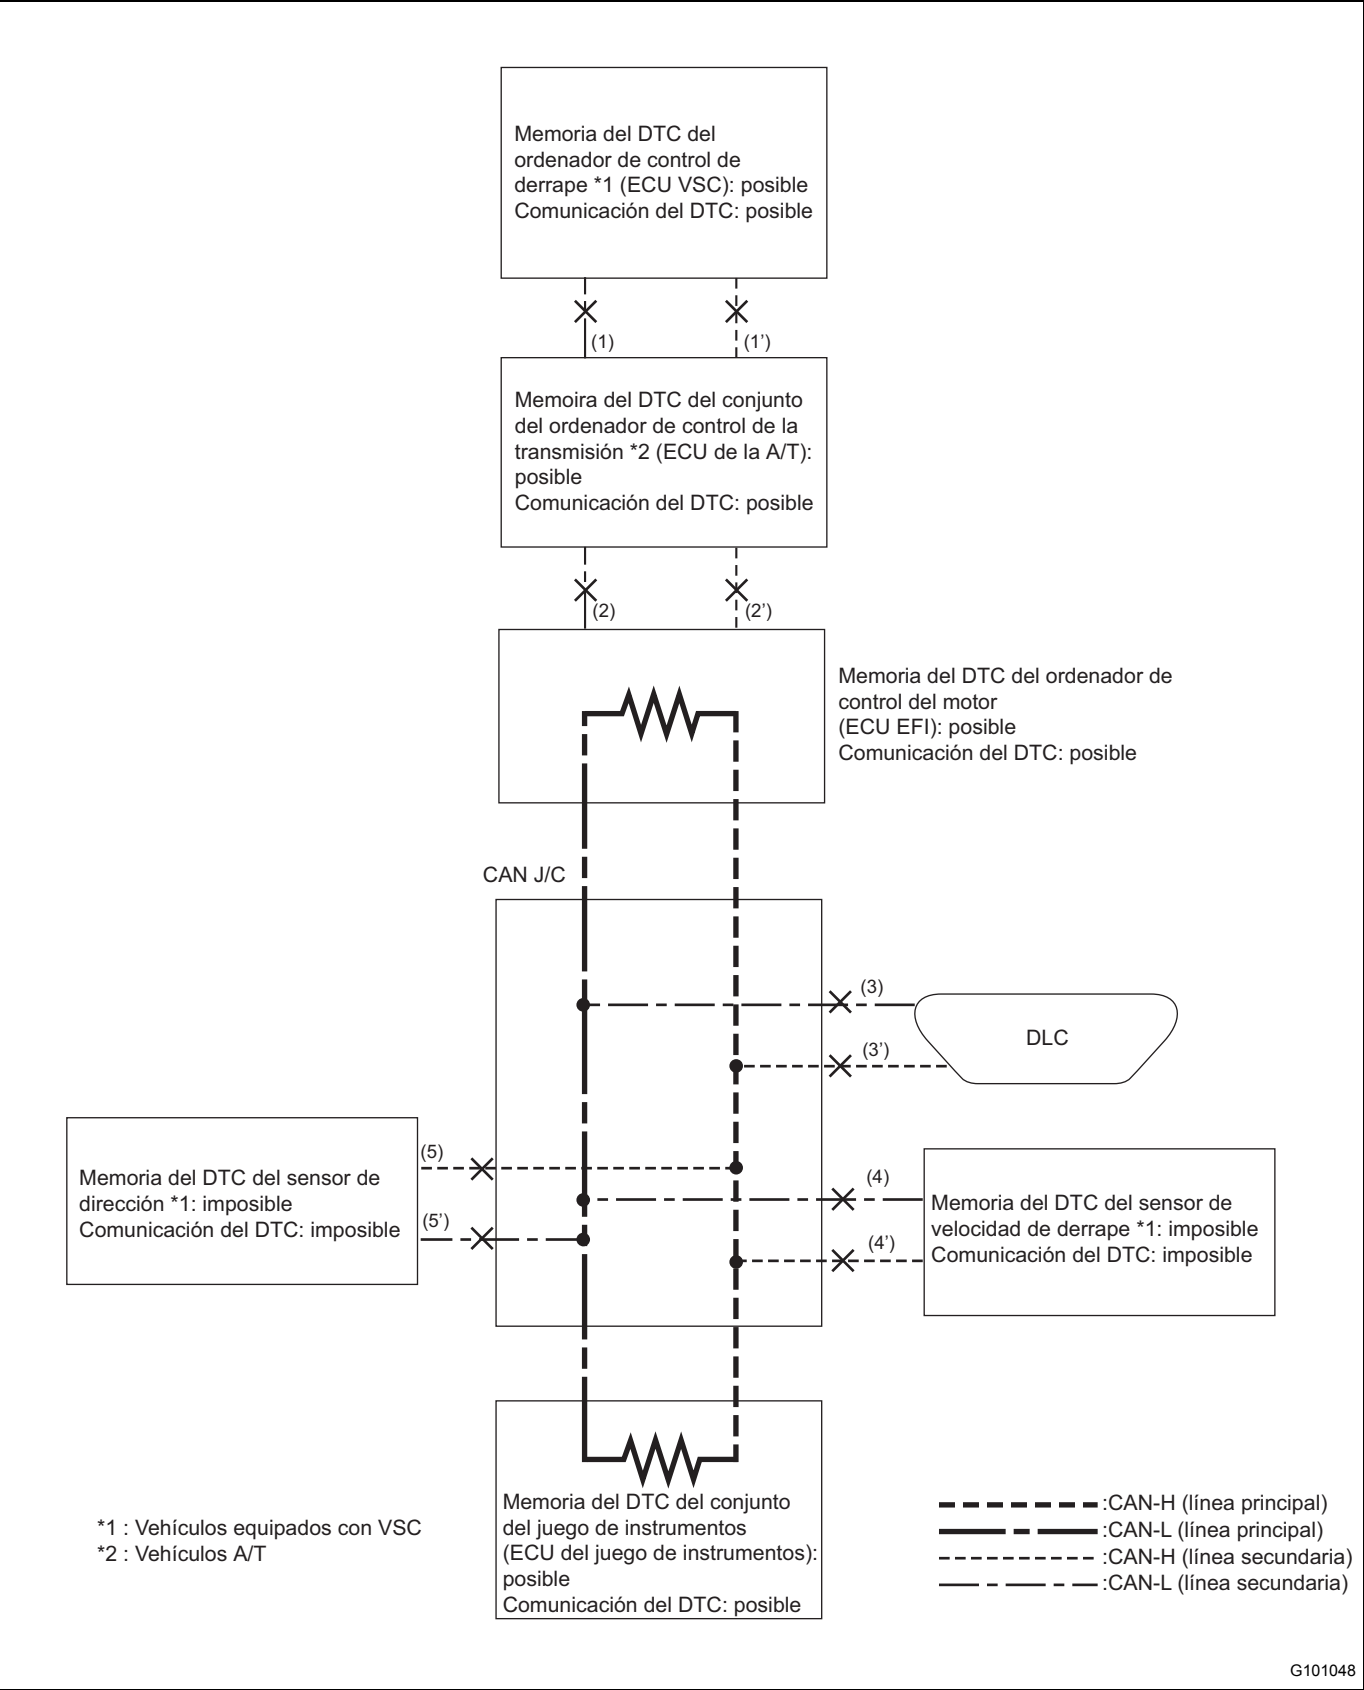 Memoria del DTC del
ordenador de control de
derrape *1 (ECU VSC): posible
Comunicación del DTC: posible
(1)
(1’)
Memoira del DTC del conjunto
del ordenador de control de la
transmisión *2 (ECU de la A/T):
posible
Comunicación del DTC: posible
(2)
(2’)
Memoria del DTC del ordenador de
control del motor
(ECU EFI): posible
Comunicación del DTC: posible
CAN J/C
(3)
DLC
(3’)
(5)
Memoria del DTC del sensor de
dirección *1: imposible
Comunicación del DTC: imposible
(5’)
(4)
Memoria del DTC del sensor de
velocidad de derrape *1: imposible
Comunicación del DTC: imposible
(4’)
Memoria del DTC del conjunto
del juego de instrumentos
(ECU del juego de instrumentos):
posible
Comunicación del DTC: posible
*1 : Vehículos equipados con VSC
*2 : Vehículos A/T
:CAN-H (línea principal)
:CAN-L (línea principal)
:CAN-H (línea secundaria)
:CAN-L (línea secundaria)
G101048